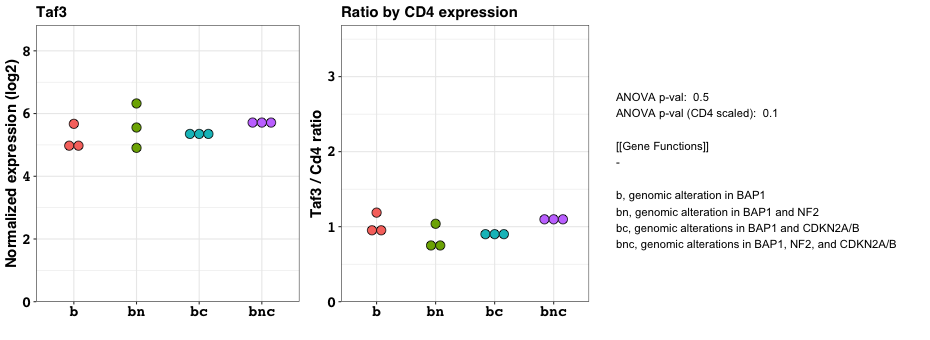 Taf3
Normalized expression (log2)
8
6
4
2
0
b bn bc bnc
Ratio by CD4 expression
Taf3 / Cd4 ratio
3
2
1
0
b bn bc bnc
ANOVA p-val: 0.5
ANOVA p-val (CD4 scaled): 0.1
[[Gene Functions]]
-
b, genomic alteration in BAP1
bn, genomic alteration in BAP1 and NF2
bc, genomic alterations in BAP1 and CDKN2A/B
bnc, genomic alterations in BAP1, NF2, and CDKN2A/B